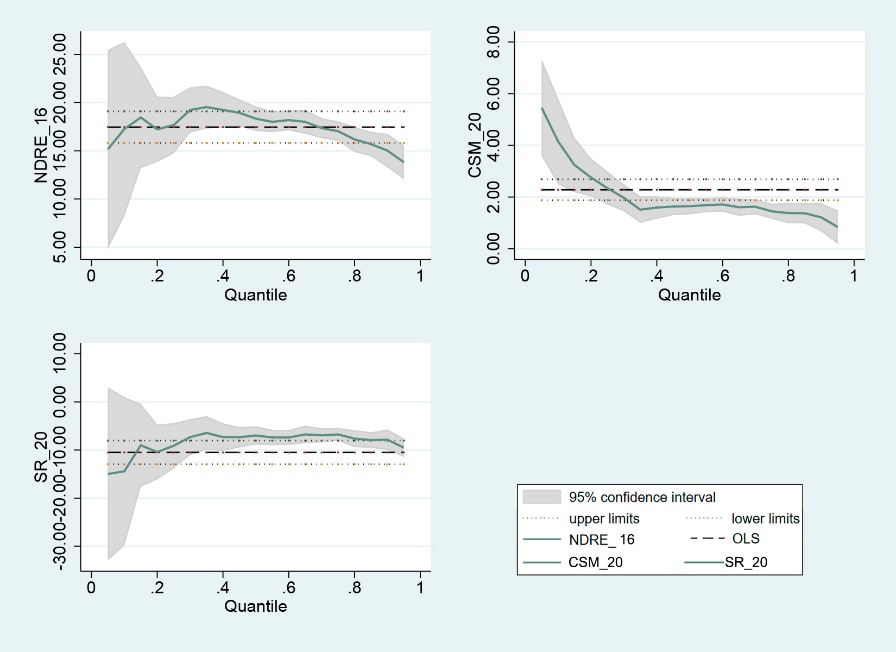 NDRE_16
25.00
20.00
15.00
10.00
5.00
0 .2 .4 .6 .8 1
Quantile
CSM_20
8.00
6.00
4.00
2.00
0.00
0 .2 .4 .6 .8 1
Quantile
SR_20
10.00
0.00
-10.00
-20.00
-30.00
0 .2 .4 .6 .8 1
Quantile
95% confidence interval
upper limits lower limits
NDRE_ 16 OLS
CSM_20 SR_20